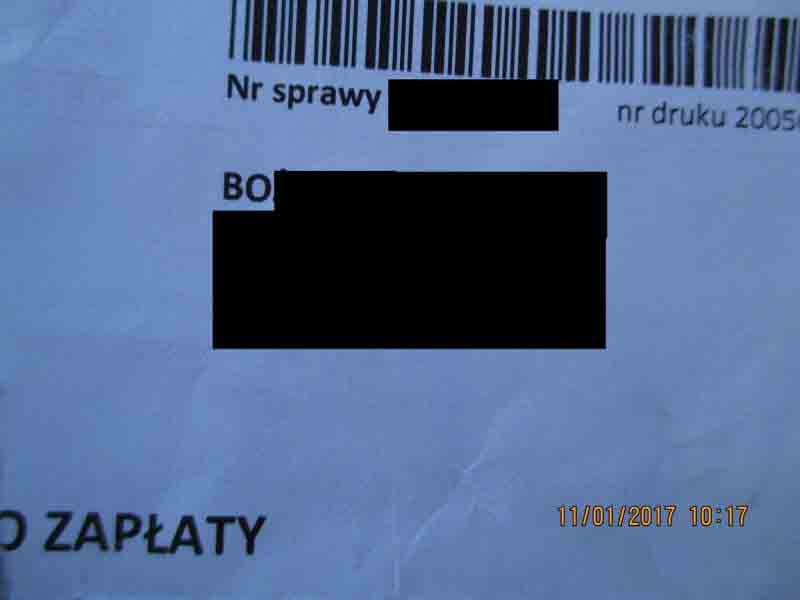 Nr sprawy
nr druku 2005
BO
O ZAPŁATY
11/01/2017 10:17